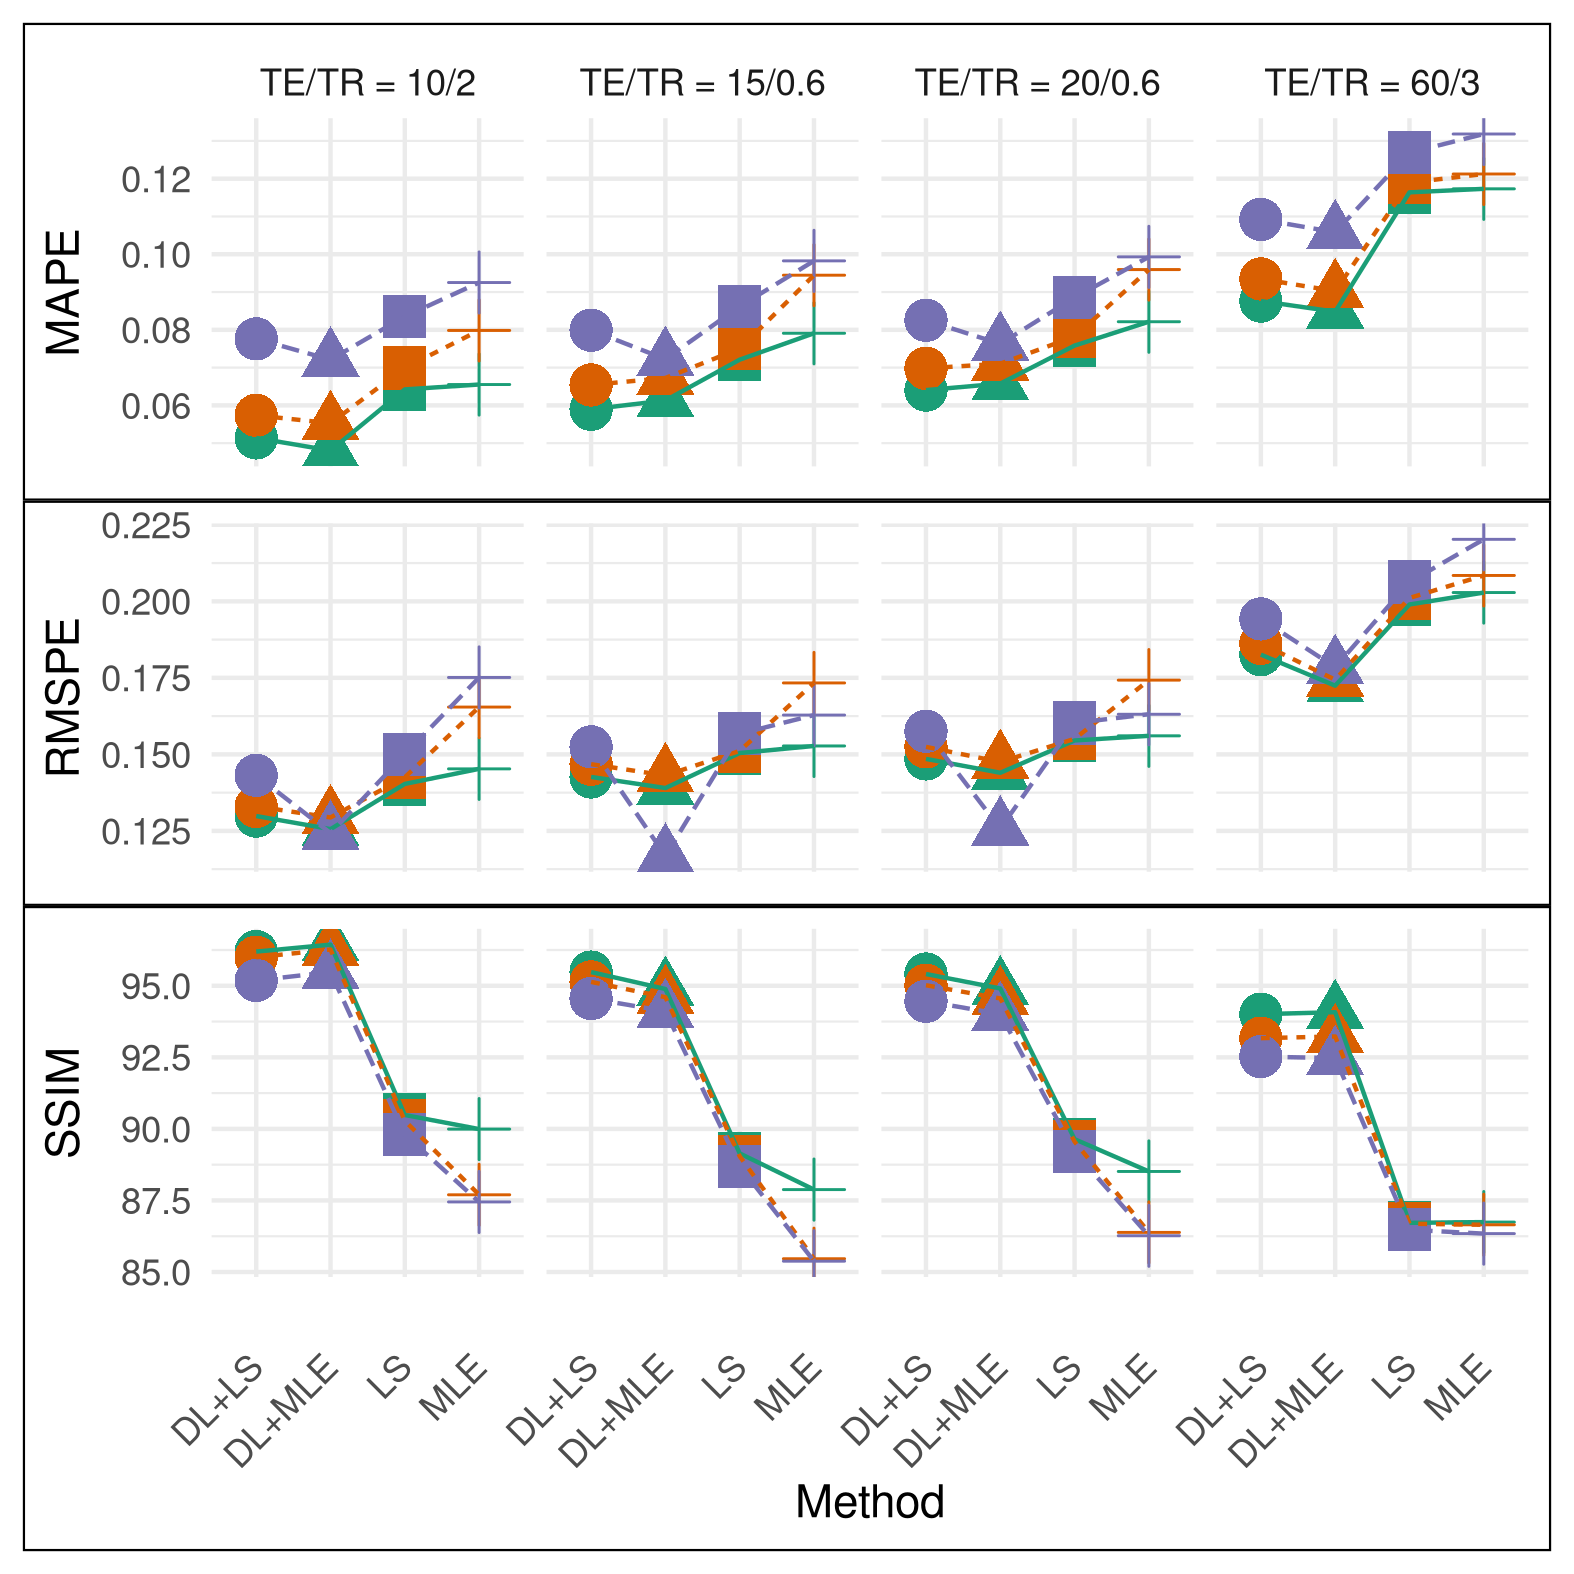 TE/TR = 10/2 TE/TR = 15/0.6 TE/TR = 20/0.6 TE/TR = 60/3
MAPE
0.12
0.10
0.08
0.06
RMSPE
0.225
0.200
0.175
0.150
0.125
SSIM
95.0
92.5
90.0
87.5
85.0
DL+LS DL+MLE LS MLE DL+LS DL+MLE LS MLE DL+LS DL+MLE LS MLE DL+LS DL+MLE LS MLE
Method